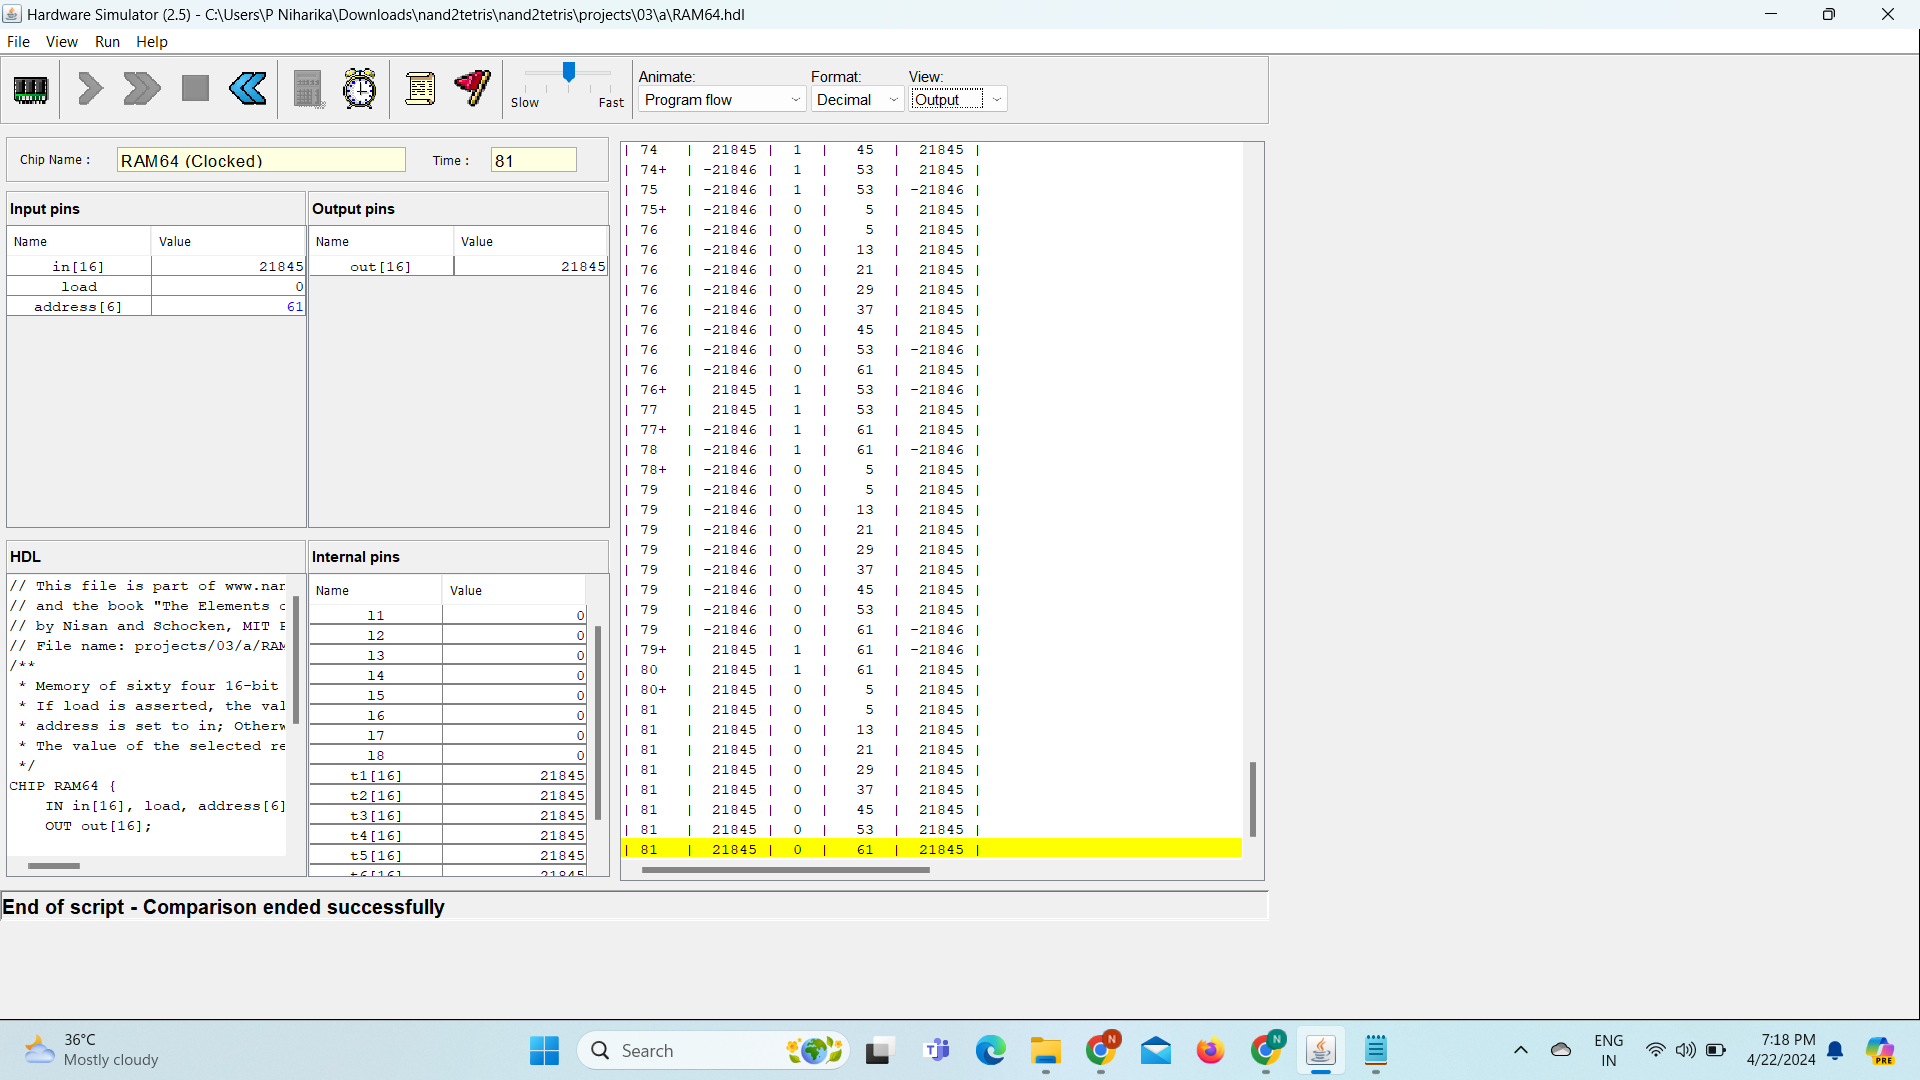 Hardware Simulator (2.5) - C:\Users\P Niharika\Downloads\nand2tetris\nand2tetris\projects\03\a\RAM64.hdl
File View Run Help
Slow Fast
Animate: Format: View:
Program flow Decimal Output
Chip Name : RAM64 (Clocked) Time : 81
Input pins
Name Value
in[16] 21845
load 0
address[6] 61
Output pins
Name Value
out[16] 21845
HDL
// This file is part of www.nan
// and the book "The Elements o
// by Nisan and Schocken, MIT P
// File name: projects/03/a/RAM
/**
* Memory of sixty four 16-bit
* If load is asserted, the val
* address is set to in; Otherw
* The value of the selected re
*/
CHIP RAM64 {
IN in[16], load, address[6]
OUT out[16];
Internal pins
Name Value
l1 0
l2 0
l3 0
l4 0
l5 0
l6 0
l7 0
l8 0
t1[16] 21845
t2[16] 21845
t3[16] 21845
t4[16] 21845
t5[16] 21845
t6[16] 21845
| 74 | 21845 | 1 | 45 | 21845 |
| 74+ | -21846 | 1 | 53 | 21845 |
| 75 | -21846 | 1 | 53 | -21846 |
| 75+ | -21846 | 0 | 5 | 21845 |
| 76 | -21846 | 0 | 5 | 21845 |
| 76 | -21846 | 0 | 13 | 21845 |
| 76 | -21846 | 0 | 21 | 21845 |
| 76 | -21846 | 0 | 29 | 21845 |
| 76 | -21846 | 0 | 37 | 21845 |
| 76 | -21846 | 0 | 45 | 21845 |
| 76 | -21846 | 0 | 53 | -21846 |
| 76 | -21846 | 0 | 61 | 21845 |
| 76+ | 21845 | 1 | 53 | -21846 |
| 77 | 21845 | 1 | 53 | 21845 |
| 77+ | -21846 | 1 | 61 | 21845 |
| 78 | -21846 | 1 | 61 | -21846 |
| 78+ | -21846 | 0 | 5 | 21845 |
| 79 | -21846 | 0 | 5 | 21845 |
| 79 | -21846 | 0 | 13 | 21845 |
| 79 | -21846 | 0 | 21 | 21845 |
| 79 | -21846 | 0 | 29 | 21845 |
| 79 | -21846 | 0 | 37 | 21845 |
| 79 | -21846 | 0 | 45 | 21845 |
| 79 | -21846 | 0 | 53 | 21845 |
| 79 | -21846 | 0 | 61 | -21846 |
| 79+ | 21845 | 1 | 61 | -21846 |
| 80 | 21845 | 1 | 61 | 21845 |
| 80+ | 21845 | 0 | 5 | 21845 |
| 81 | 21845 | 0 | 5 | 21845 |
| 81 | 21845 | 0 | 13 | 21845 |
| 81 | 21845 | 0 | 21 | 21845 |
| 81 | 21845 | 0 | 29 | 21845 |
| 81 | 21845 | 0 | 37 | 21845 |
| 81 | 21845 | 0 | 45 | 21845 |
| 81 | 21845 | 0 | 53 | 21845 |
| 81 | 21845 | 0 | 61 | 21845 |
End of script - Comparison ended successfully
36°C
Mostly cloudy
Search
N
N
ENG
IN
7:18 PM
4/22/2024
PRE